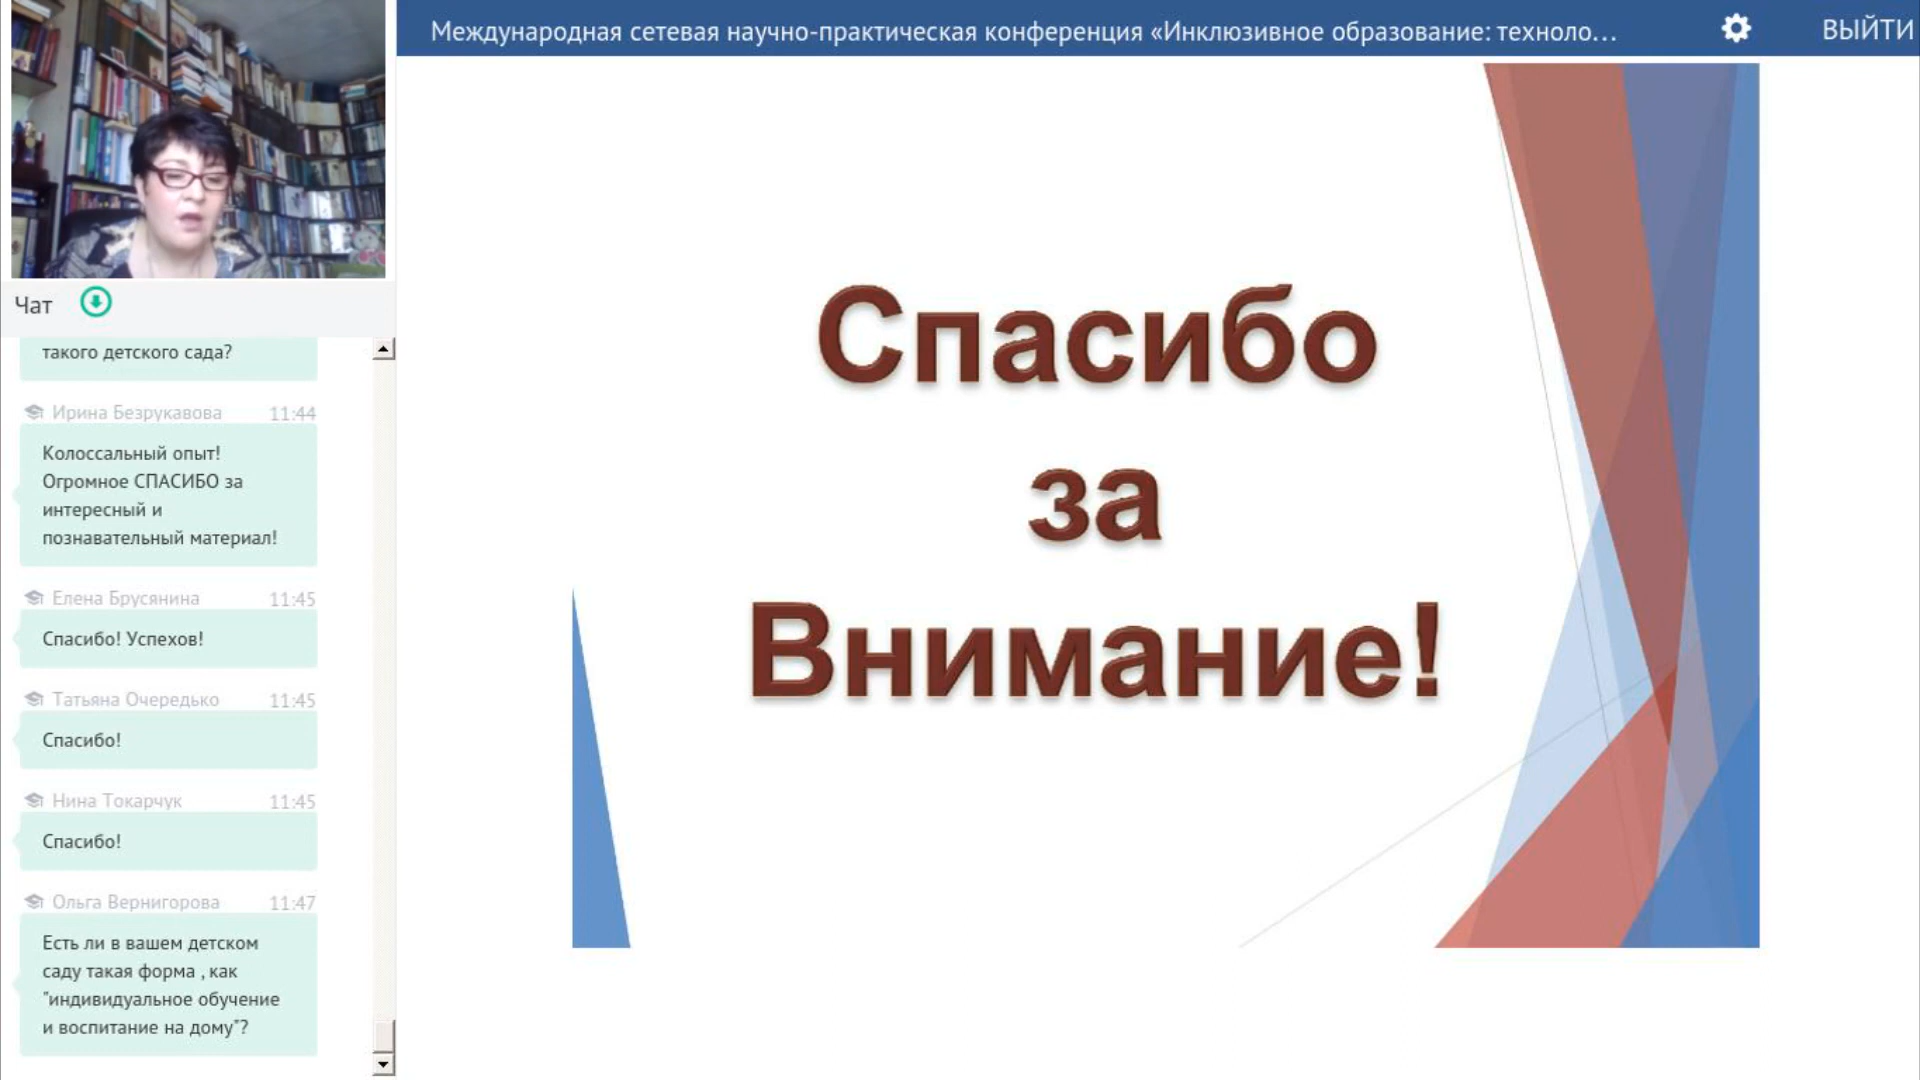 Международная сетевая научно-практическая конференция «Инклюзивное образование: техноло...
ВЫЙТИ
Чат
такого детского сада?
Ирина Безрукавова 11:44
Колоссальный опыт!
Огромное СПАСИБО за
интересный и
познавательный материал!
Елена Брусянина 11:45
Спасибо! Успехов!
Татьяна Очередько 11:45
Спасибо!
Нина Токарчук 11:45
Спасибо!
Ольга Вернигорова 11:47
Есть ли в вашем детском
саду такая форма , как
"индивидуальное обучение
и воспитание на дому"?
Спасибо
за
Внимание!